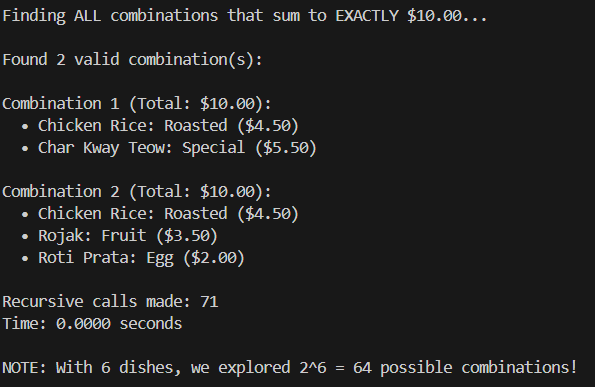 Finding ALL combinations that sum to EXACTLY $10.00...
Found 2 valid combination(s):
Combination 1 (Total: $10.00):
• Chicken Rice: Roasted ($4.50)
• Char Kway Teow: Special ($5.50)
Combination 2 (Total: $10.00):
• Chicken Rice: Roasted ($4.50)
• Rojak: Fruit ($3.50)
• Roti Prata: Egg ($2.00)
Recursive calls made: 71
Time: 0.0000 seconds
NOTE: With 6 dishes, we explored 2^6 = 64 possible combinations!